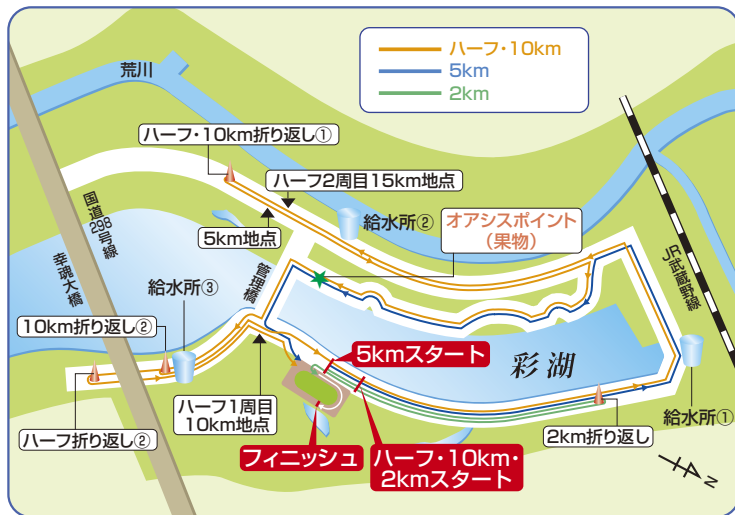 ハーフ・10km
5km
2km
荒川
ハーフ・10km折り返し①
ハーフ2周目15km地点
国道298号線
幸魂大橋
5km地点
給水所②
オアシスポイント
(果物)
JR武蔵野線
管理橋
給水所③
10km折り返し②
5kmスタート
彩湖
給水所①
ハーフ1周目
10km地点
ハーフ折り返し②
フィニッシュ
ハーフ・10km・
2kmスタート
2km折り返し
N